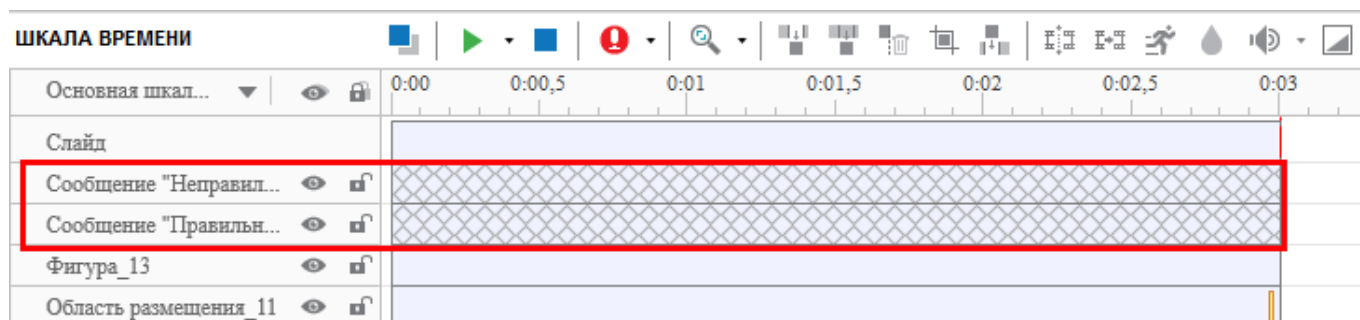 ШКАЛА ВРЕМЕНИ
Основная шкал... 0:00 0:00,5 0:01 0:01,5 0:02 0:02,5 0:03
Слайд
Сообщение "Неправил...
Сообщение "Правильн...
Фигура_13
Область размещения_11